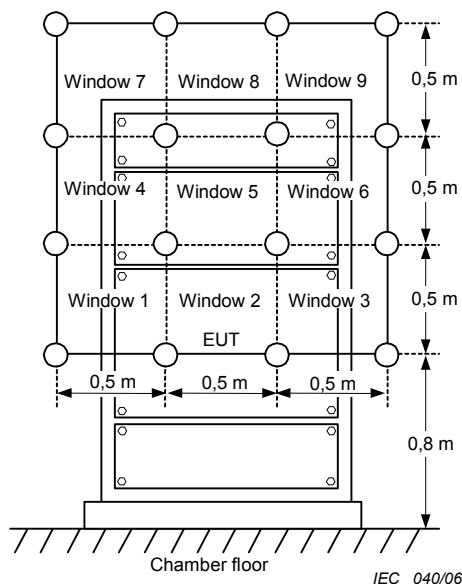 Window 7 Window 8 Window 9
0,5 m
Window 4 Window 5 Window 6
0,5 m
Window 1 Window 2 Window 3
0,5 m
EUT
0,5 m 0,5 m 0,5 m
0,8 m
Chamber floor
IEC 040/06